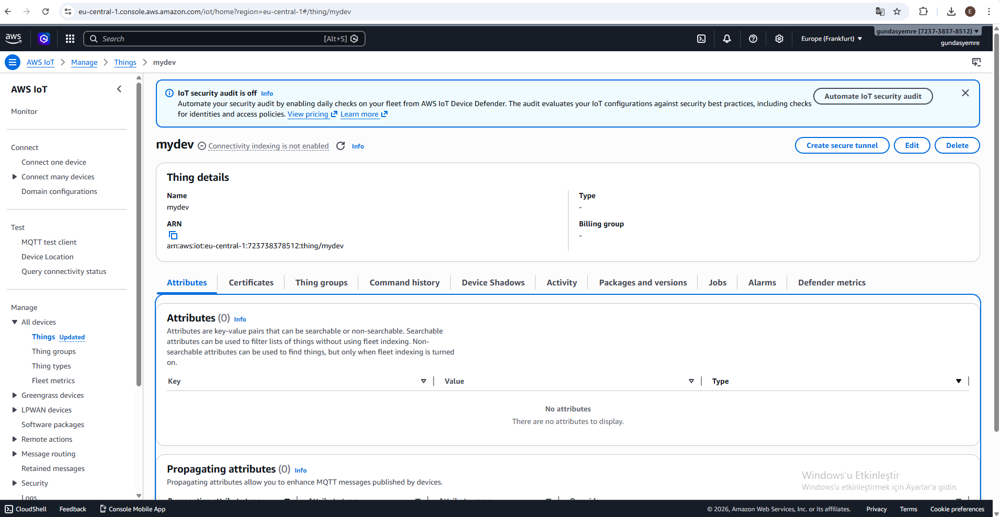 eu-central-1.console.aws.amazon.com/iot/home?region=eu-central-1#/thing/mydev
E
aws
Search
[Alt+S]
Europe (Frankfurt)
gundasyemre (7237-3837-8512)
gundasyemre
AWS IoT
Manage
Things
mydev
AWS IoT
Monitor
Connect
Connect one device
Connect many devices
Domain configurations
Test
MQTT test client
Device Location
Query connectivity status
Manage
All devices
Things Updated
Thing groups
Thing types
Fleet metrics
Greengrass devices
LPWAN devices
Software packages
Remote actions
Message routing
Retained messages
Security
Logs
IoT security audit is off Info
Automate your security audit by enabling daily checks on your fleet from AWS IoT Device Defender. The audit evaluates your IoT configurations against security best practices, including checks
for identities and access policies. View pricing Learn more
Automate IoT security audit
mydev
Connectivity indexing is not enabled
Info
Create secure tunnel
Edit
Delete
Thing details
Name
mydev
ARN
arn:aws:iot:eu-central-1:723738378512:thing/mydev
Type
-
Billing group
-
Attributes
Certificates
Thing groups
Command history
Device Shadows
Activity
Packages and versions
Jobs
Alarms
Defender metrics
Attributes (0) Info
Attributes are key-value pairs that can be searchable or non-searchable. Searchable
attributes can be used to filter lists of things without using fleet indexing. Non-
searchable attributes can be used to find things, but only when fleet indexing is turned
on.
Key
Value
Type
No attributes
There are no attributes to display.
Propagating attributes (0) Info
Propagating attributes allow you to enhance MQTT messages published by devices.
Windows'u Etkinleştir
Windows'u etkinleştirmek için Ayarlar'a gidin.
CloudShell
Feedback
Console Mobile App
© 2026, Amazon Web Services, Inc. or its affiliates.
Privacy
Terms
Cookie preferences